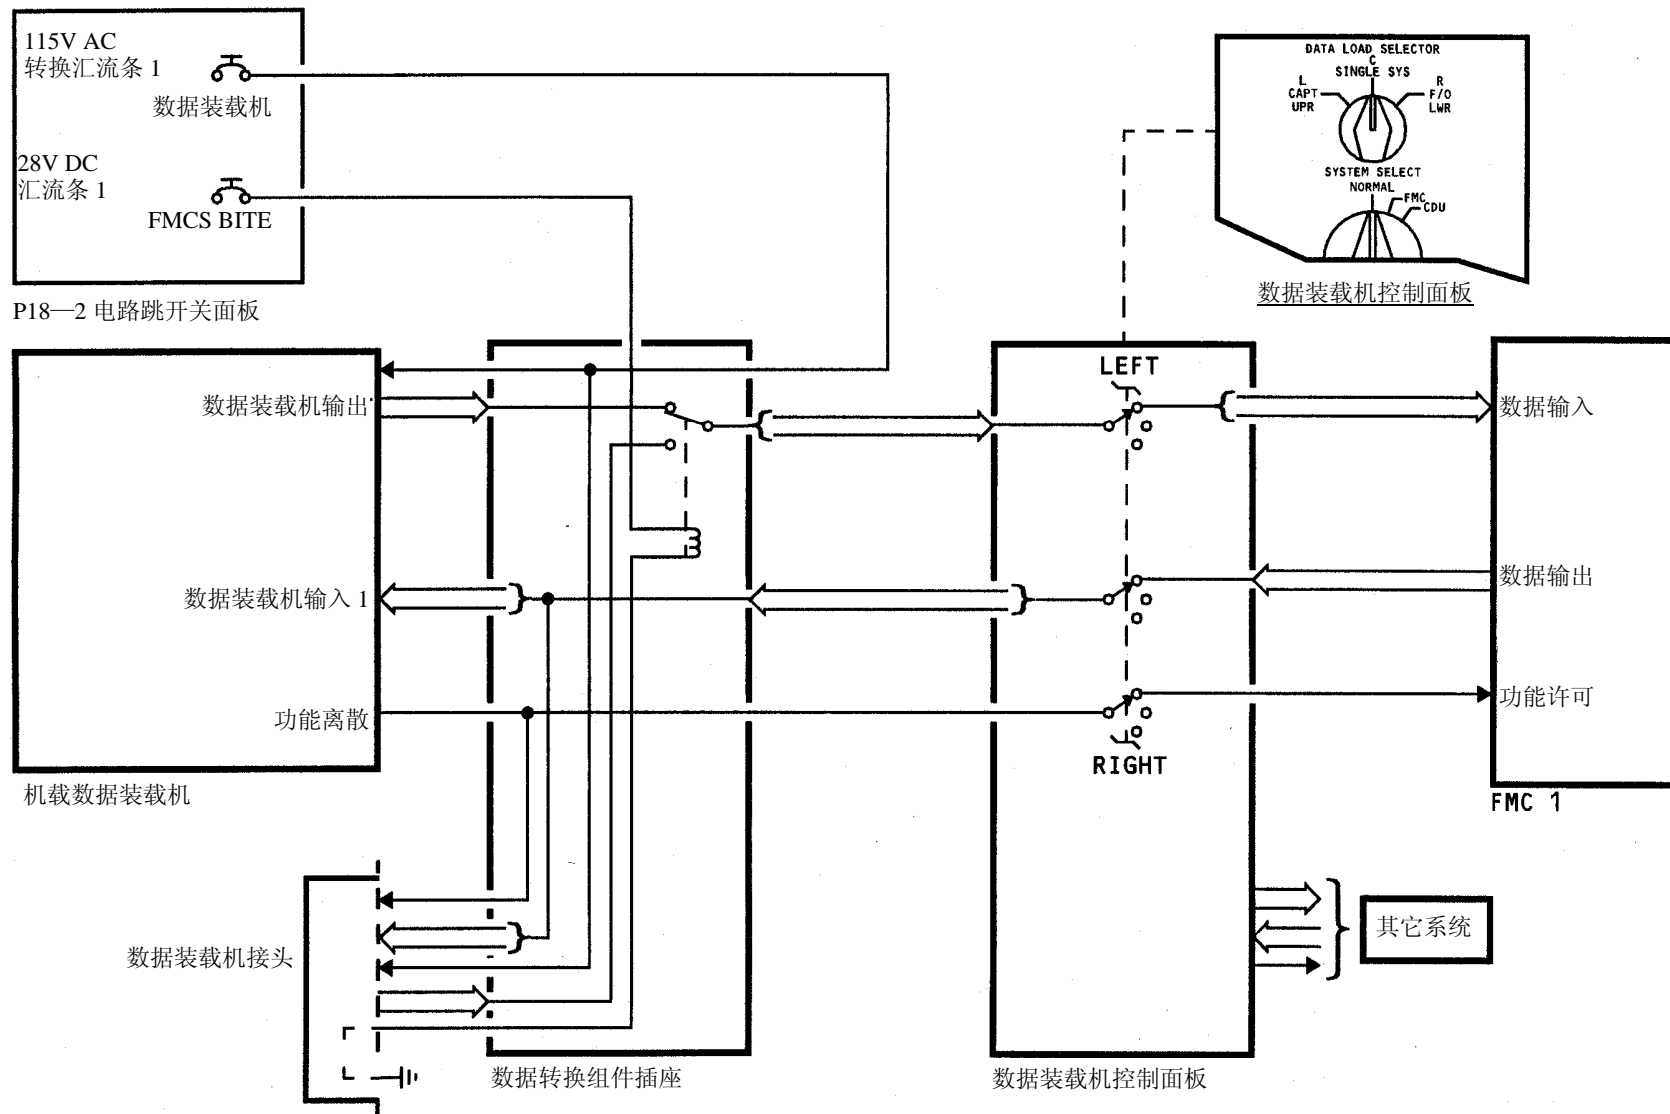 115V AC
转换汇流条 1
数据装载机
28V DC
汇流条 1
FMCS BITE
P18—2 电路跳开关面板
DATA LOAD SELECTOR
C
SINGLE SYS
L
CAPT
UPR
R
F/O
LWR
SYSTEM SELECT
NORMAL
FMC
CDU
数据装载机控制面板
数据装载机输出
数据装载机输入 1
功能离散
机载数据装载机
LEFT
RIGHT
数据输入
数据输出
功能许可
FMC 1
数据装载机接头
其它系统
数据转换组件插座
数据装载机控制面板